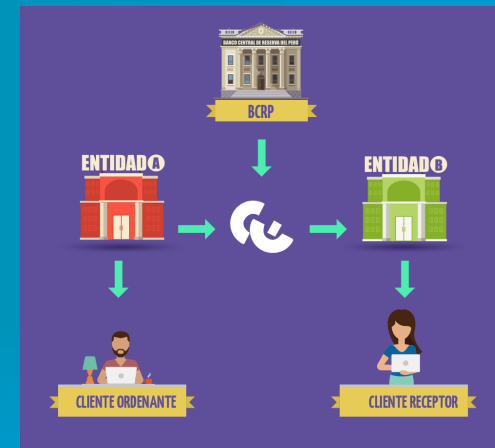 BANCO CENTRAL DE RESERVA DEL PERÚ
BCRP
ENTIDAD A
ENTIDAD B
CLIENTE ORDENANTE
CLIENTE RECEPTOR